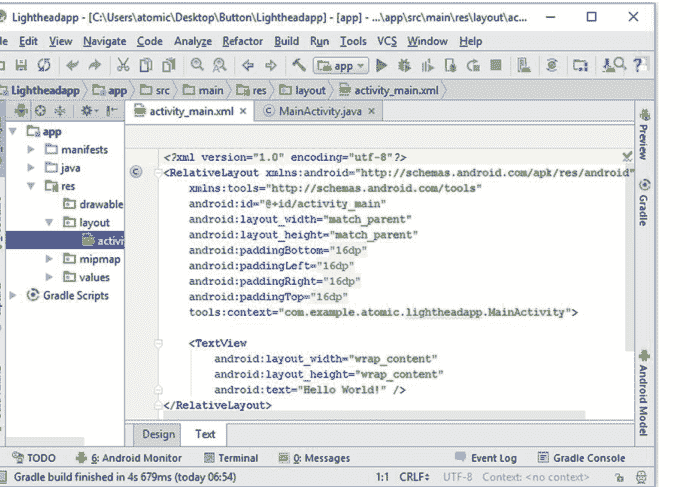 Lightheadapp - [C:\Users\atomic\Desktop\Button\Lightheadapp] - [app] - ...\app\src\main\res\layout\ac...
le Edit View Navigate Code Analyze Refactor Build Run Tools VCS Window Help
app
Lightheadapp app src main res layout activity_main.xml
activity_main.xml MainActivity.java
app
manifests
java
res
drawable
layout
activi
mipmap
values
Gradle Scripts
<?xml version="1.0" encoding="utf-8"?>
<RelativeLayout xmlns:android="http://schemas.android.com/apk/res/android"
xmlns:tools="http://schemas.android.com/tools"
android:id="@+id/activity_main"
android:layout_width="match_parent"
android:layout_height="match_parent"
android:paddingBottom="16dp"
android:paddingLeft="16dp"
android:paddingRight="16dp"
android:paddingTop="16dp"
tools:context="com.example.atomic.lightheadapp.MainActivity">
<TextView
android:layout_width="wrap_content"
android:layout_height="wrap_content"
android:text="Hello World!" />
</RelativeLayout>
Design Text
Preview
Gradle
Android Model
TODO 6: Android Monitor Terminal 0: Messages Event Log Gradle Console
Gradle build finished in 4s 679ms (today 06:54) 1:1 CRLF UTF-8 Context: <no context>